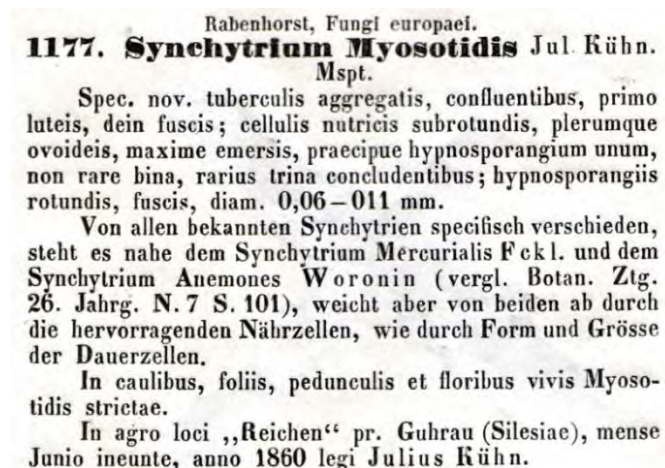 Rabenhorst, Fungi europaei.
1177. Synchytrium Myosotidis Jul Kühn.
Mspt.
Spec. nov. tuberculis aggregatis, confluentibus, primo
luteis, dein fuscis; cellulis nutricis subrotundis, plerumque
ovoideis, maxime emersis, praecipue hypnosporangium unum,
non rare bina, rarius trina concludentibus; hypnosporangiis
rotundis, fuscis, diam. 0,06–011 mm.
Von allen bekannten Synchytrien specifisch verschieden,
steht es nahe dem Synchytrium Mercurialis Fckl. und dem
Synchytrium Anemones Woronin (vergl. Botan. Ztg.
26. Jahrg. N. 7 S. 101), weicht aber von beiden ab durch
die hervorragenden Nährzellen, wie durch Form und Grösse
der Dauerzellen.
In caulibus, foliis, pedunculis et floribus vivis Myoso-
tidis strictae.
In agro loci „Reichen“ pr. Guhrau (Silesiae), mense
Junio ineunte, anno 1860 legi Julius Kühn.